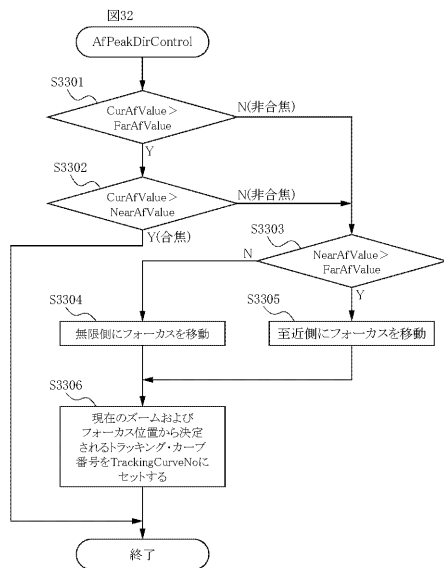 図32
AfPeakDirControl
S3301
CurAfValue>
FarAfValue
N(非合焦)
Y
S3302
CurAfValue>
NearAfValue
N(非合焦)
Y(合焦)
S3303
NearAfValue>
FarAfValue
N
Y
S3304
無限側にフォーカスを移動
S3305
至近側にフォーカスを移動
S3306
現在のズームおよび
フォーカス位置から決定
されるトラッキング・カーブ
番号をTrackingCurveNoに
セットする
終了